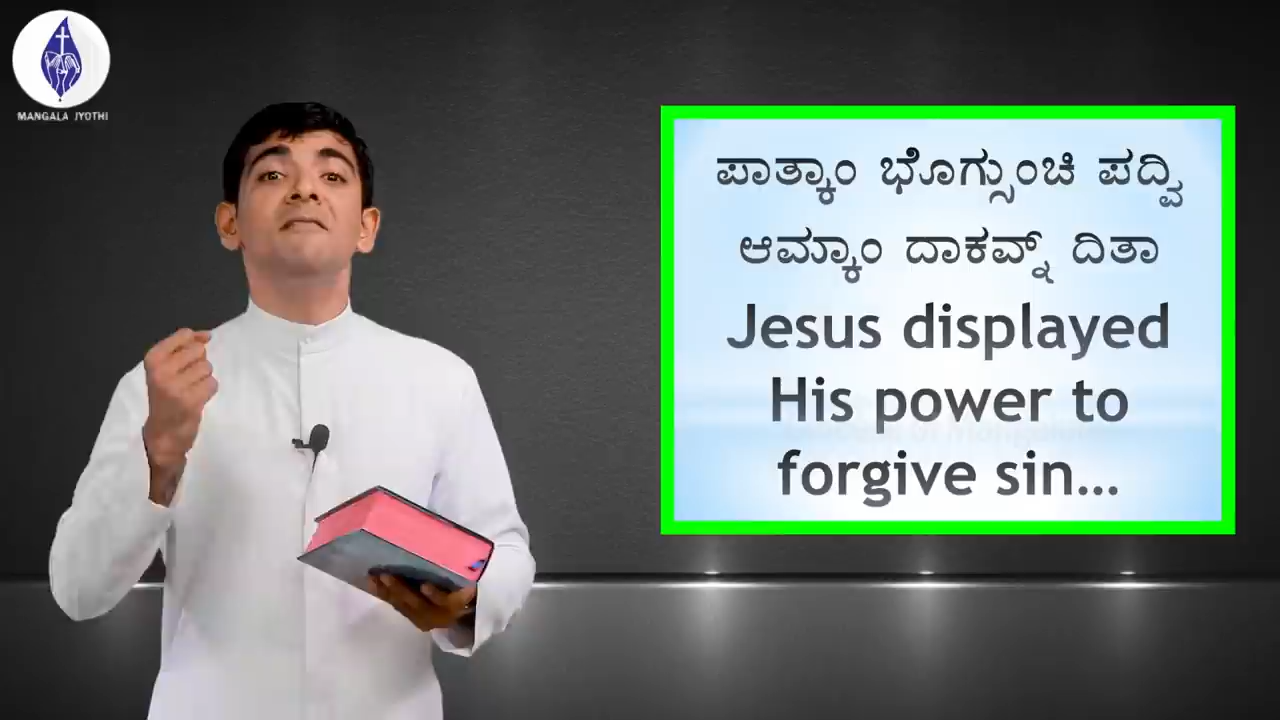 MANGALA JYOTHI
ಪಾತ್ಕಾಂ ಭೊಗ್ಸುಂಚಿ ಪದ್ವಿ
ಆಮ್ಕಾಂ ದಾಕವ್ನ್ ದಿತಾ
Jesus displayed
His power to
forgive sin...